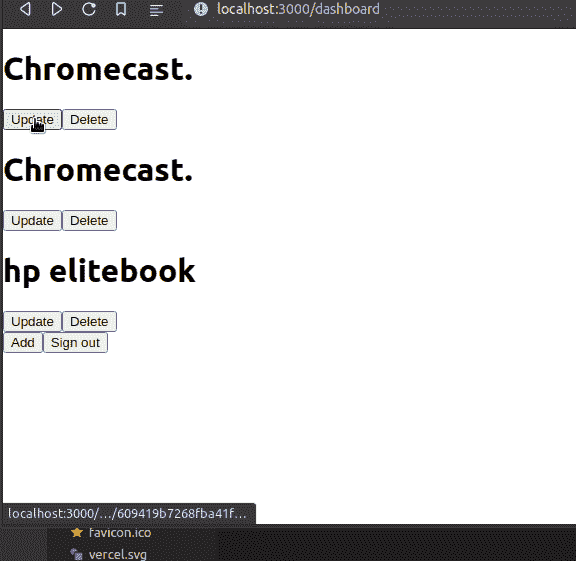 localhost:3000/dashboard
Chromecast.
Update Delete
Chromecast.
Update Delete
hp elitebook
Update Delete
Add Sign out
localhost:3000/.../609419b7268fba41f...
favicon.ico
vercel.svg